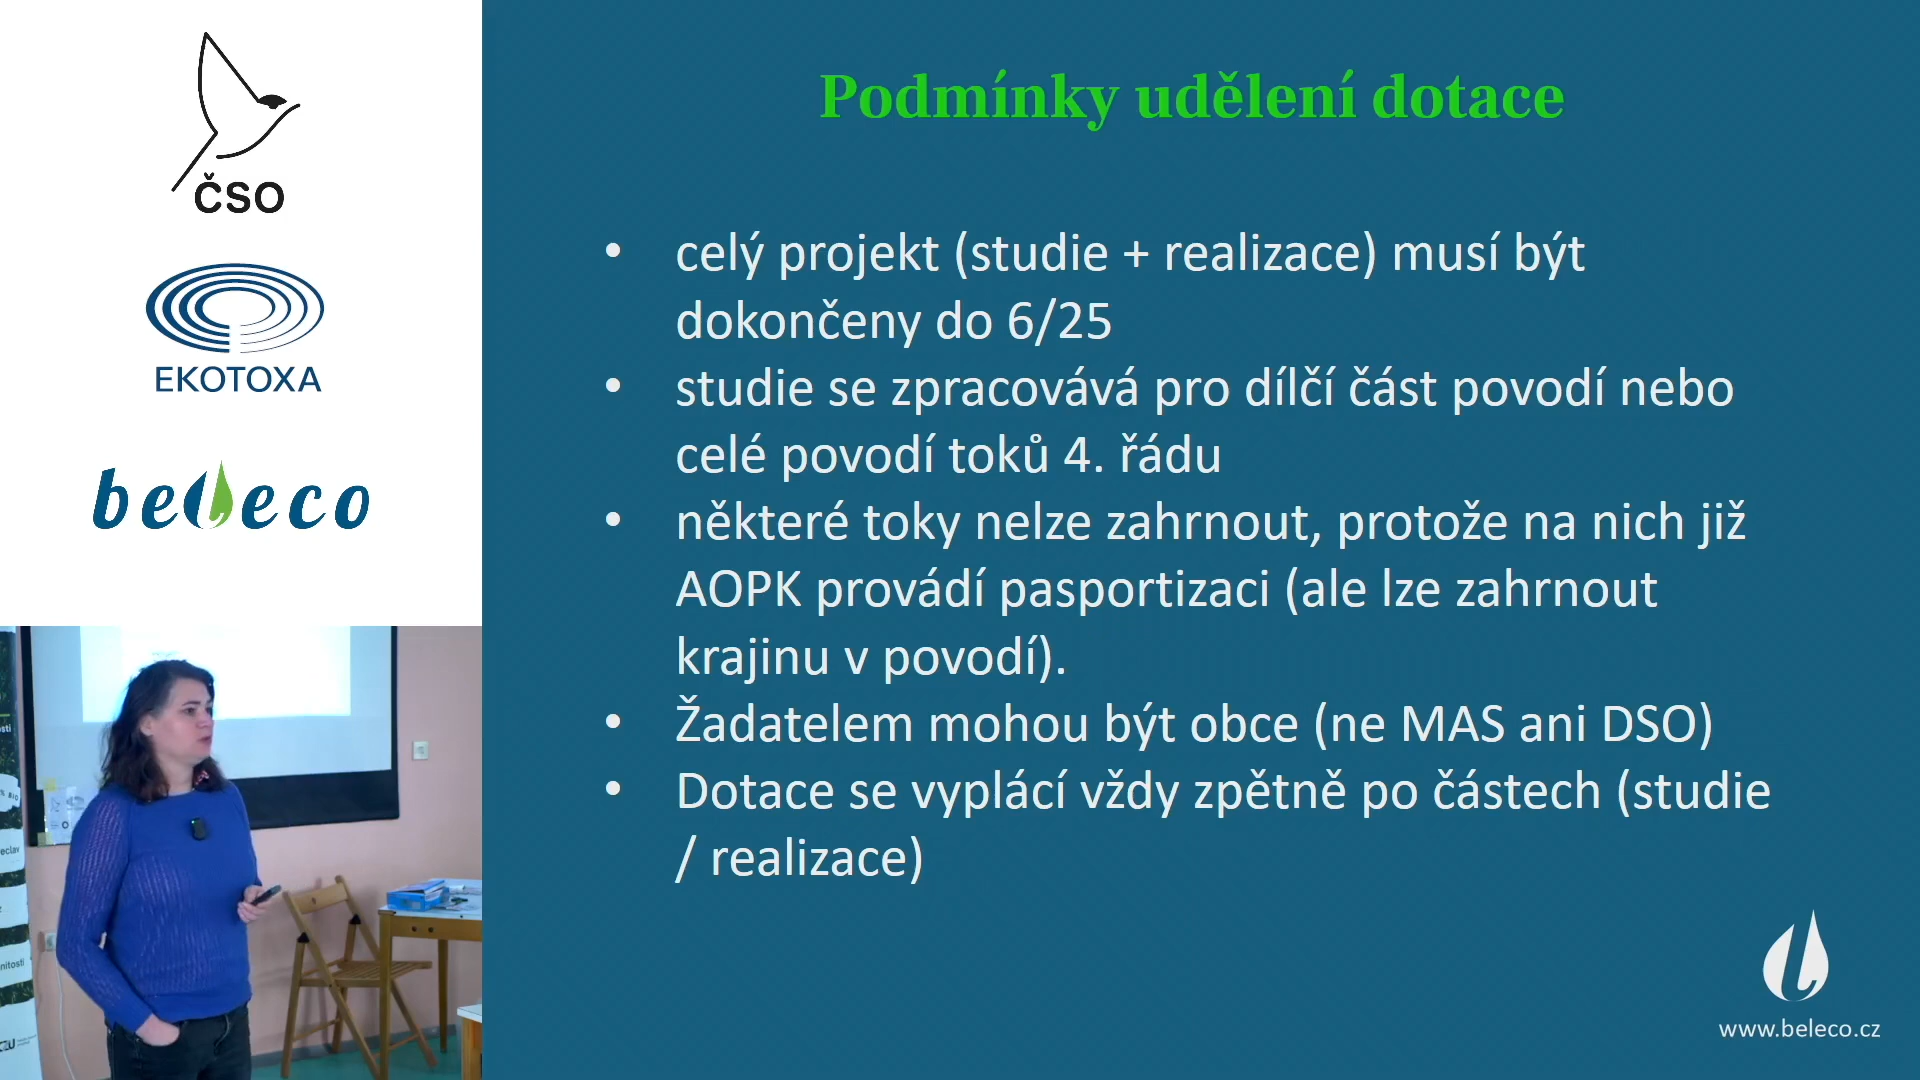 ČSO
EKOTOXA
beleco
Podmínky udělení dotace
• celý projekt (studie + realizace) musí být
dokončeny do 6/25
• studie se zpracovává pro dílčí část povodí nebo
celé povodí toků 4. řádu
• některé toky nelze zahrnout, protože na nich již
AOPK provádí pasportizaci (ale lze zahrnout
krajinu v povodí).
• Žadatelem mohou být obce (ne MAS ani DSO)
• Dotace se vyplácí vždy zpětně po částech (studie
/ realizace)
www.beleco.cz